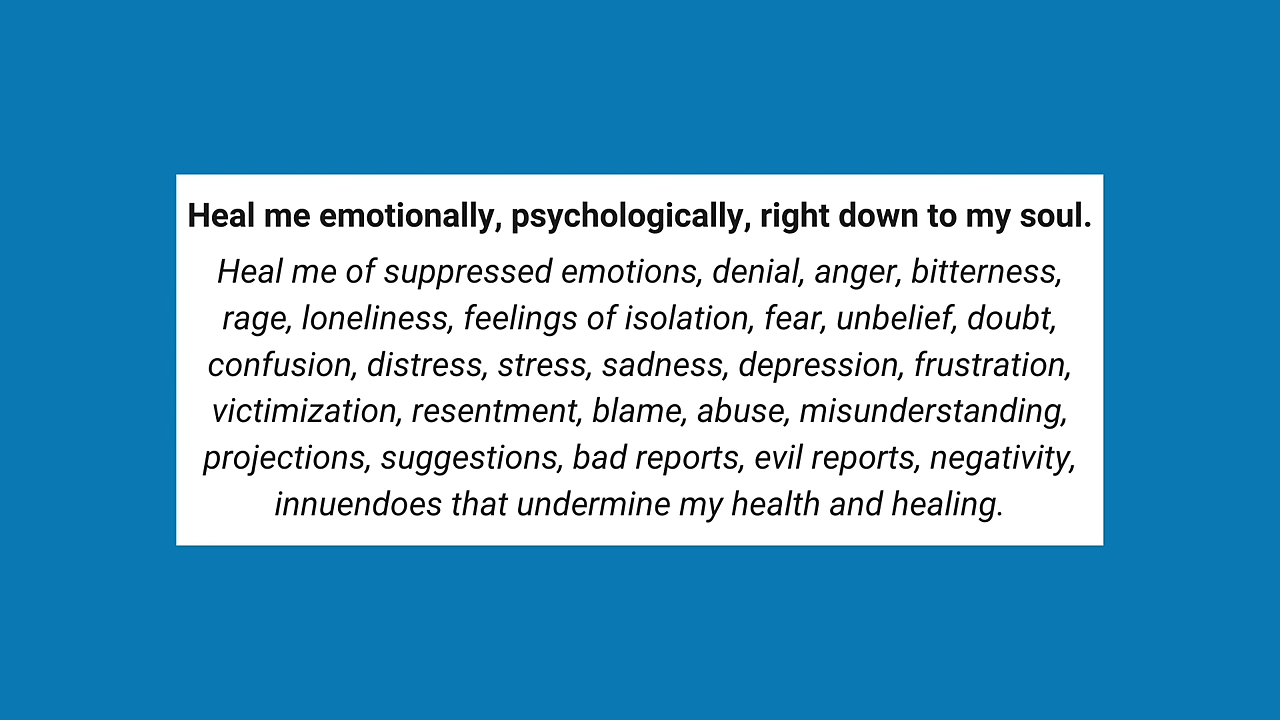 Heal me emotionally, psychologically, right down to my soul.
Heal me of suppressed emotions, denial, anger, bitterness,
rage, loneliness, feelings of isolation, fear, unbelief, doubt,
confusion, distress, stress, sadness, depression, frustration,
victimization, resentment, blame, abuse, misunderstanding,
projections, suggestions, bad reports, evil reports, negativity,
innuendoes that undermine my health and healing.